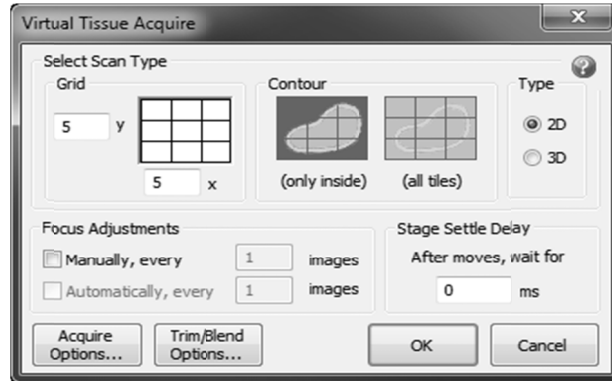 Virtual Tissue Acquire
x
Select Scan Type
?
Grid
Contour
Type
5 y
2D
3D
5 x
(only inside) (all tiles)
Focus Adjustments
Stage Settle Delay
Manually, every 1 images
After moves, wait for
Automatically, every 1 images
0 ms
Acquire
Options...
Trim/Blend
Options...
OK
Cancel